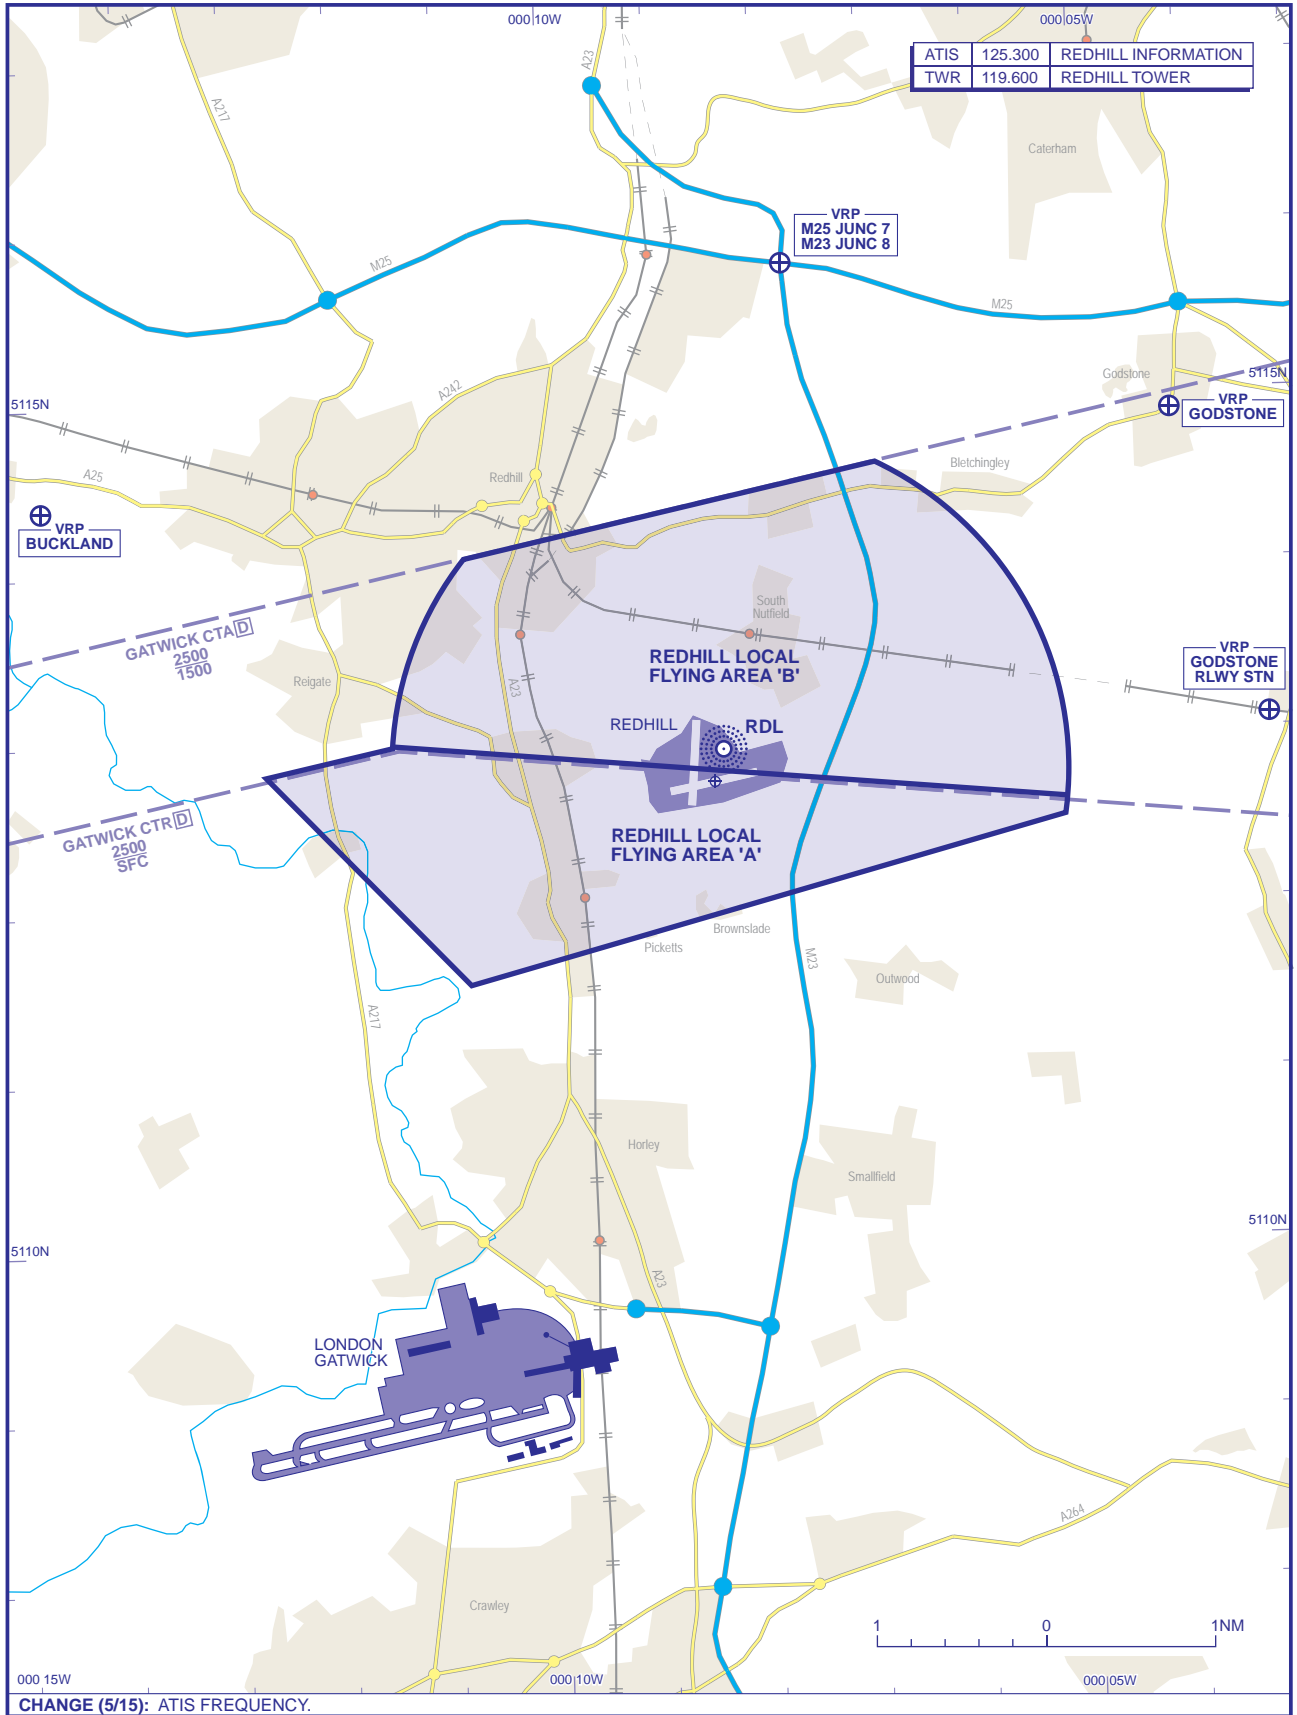 000 10W
000 05W
ATIS 125.300 REDHILL INFORMATION
TWR 119.600 REDHILL TOWER
A23
A217
Caterham
VRP
M25 JUNC 7
M23 JUNC 8
M25
M25
Godstone
5115N
5115N
A242
VRP
GODSTONE
Bletchingley
A25
Redhill
VRP
BUCKLAND
South
Nutfield
GATWICK CTA D
2500
1500
REDHILL LOCAL
FLYING AREA 'B'
VRP
GODSTONE
RLWY STN
Reigate
A23
REDHILL
RDL
GATWICK CTR D
2500
SFC
REDHILL LOCAL
FLYING AREA 'A'
Brownslade
Picketts
M23
Outwood
A217
Horley
Smallfield
5110N
5110N
A23
LONDON
GATWICK
A264
Crawley
1 0 1NM
000 15W
000 10W
000 05W
CHANGE (5/15): ATIS FREQUENCY.